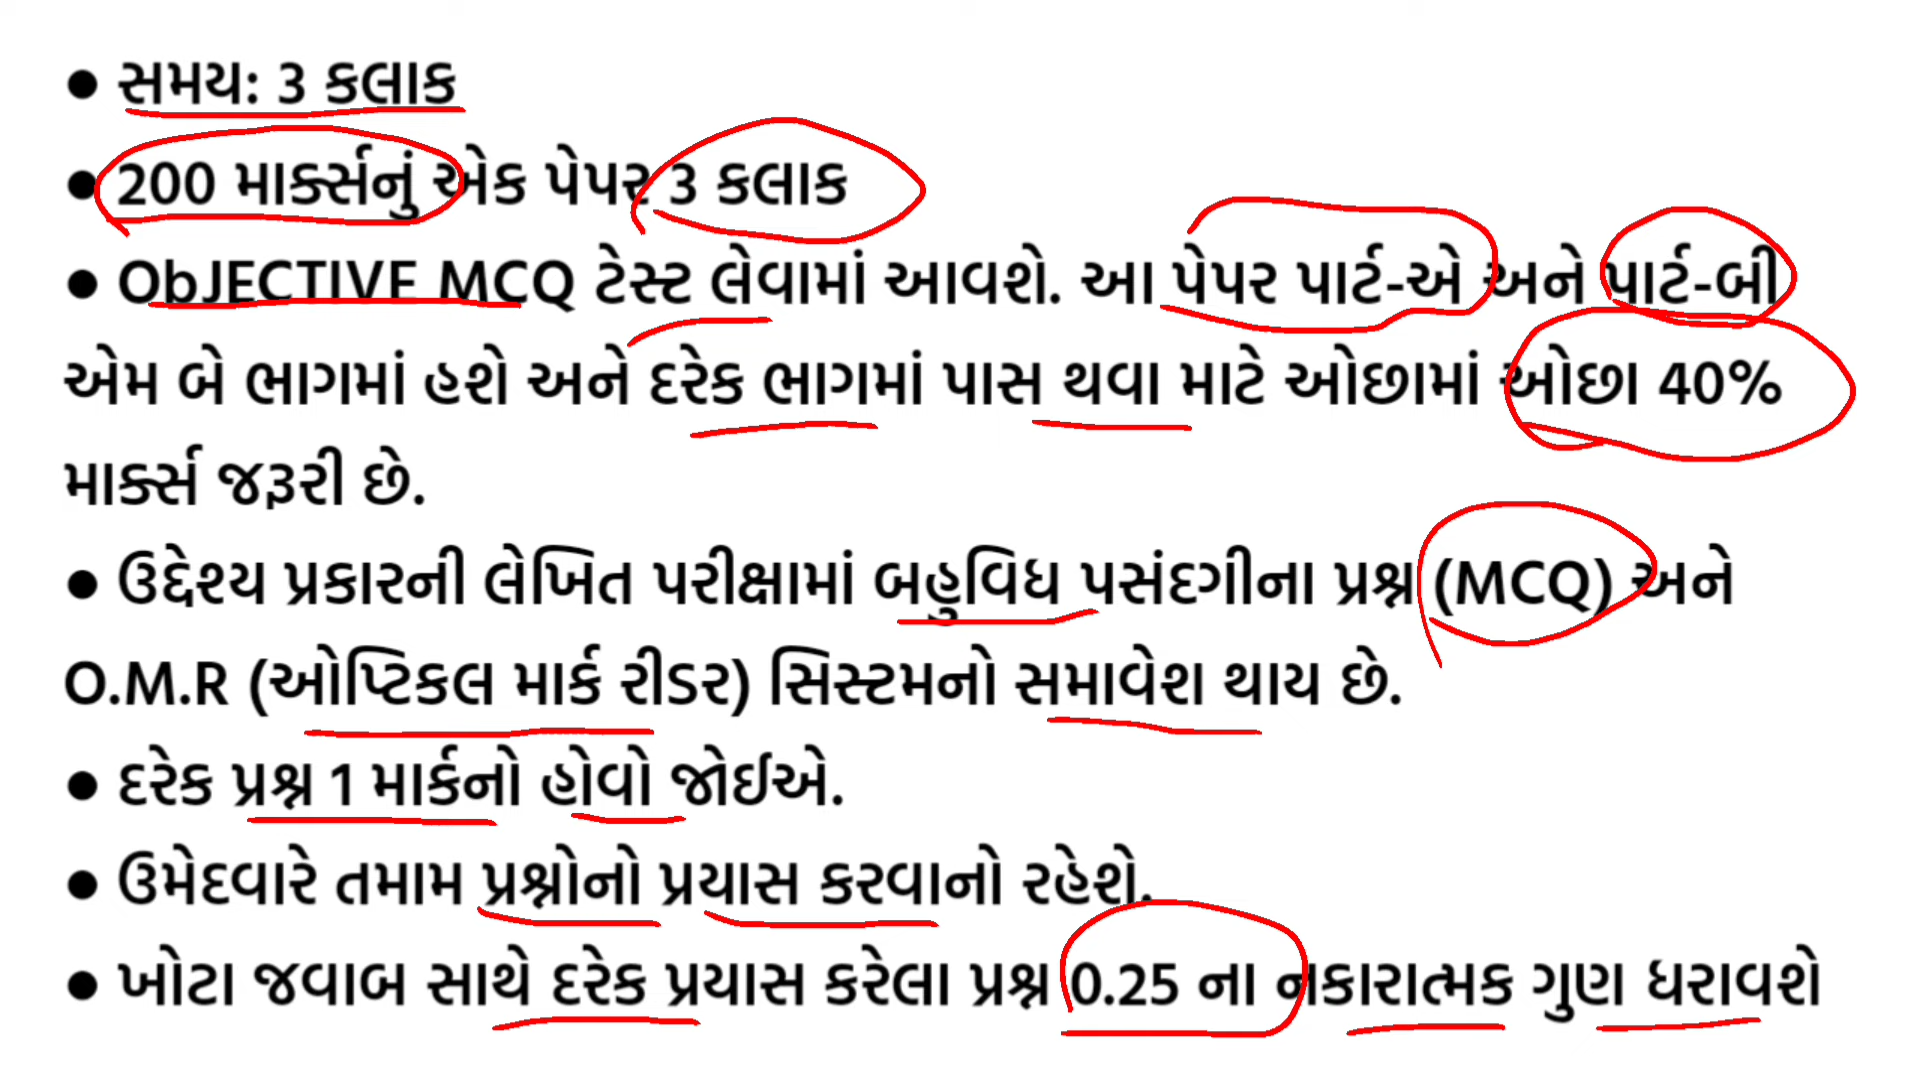 ● સમય: 3 કલાક
● 200 માર્ક્સનું એક પેપર 3 કલાક
● ObJECTIVE MCQ ટેસ્ટ લેવામાં આવશે. આ પેપર પાર્ટ-એ અને પાર્ટ-બી
એમ બે ભાગમાં હશે અને દરેક ભાગમાં પાસ થવા માટે ઓછામાં ઓછા 40%
માર્ક્સ જરૂરી છે.
● ઉદ્દેશ્ય પ્રકારની લેખિત પરીક્ષામાં બહુવિધ પસંદગીના પ્રશ્ન (MCQ) અને
O.M.R (ઓપ્ટિકલ માર્ક રીડર) સિસ્ટમનો સમાવેશ થાય છે.
● દરેક પ્રશ્ન 1 માર્કનો હોવો જોઈએ.
● ઉમેદવારે તમામ પ્રશ્નોનો પ્રયાસ કરવાનો રહેશે.
● ખોટા જવાબ સાથે દરેક પ્રયાસ કરેલા પ્રશ્ન 0.25 ના નકારાત્મક ગુણ ધરાવશે